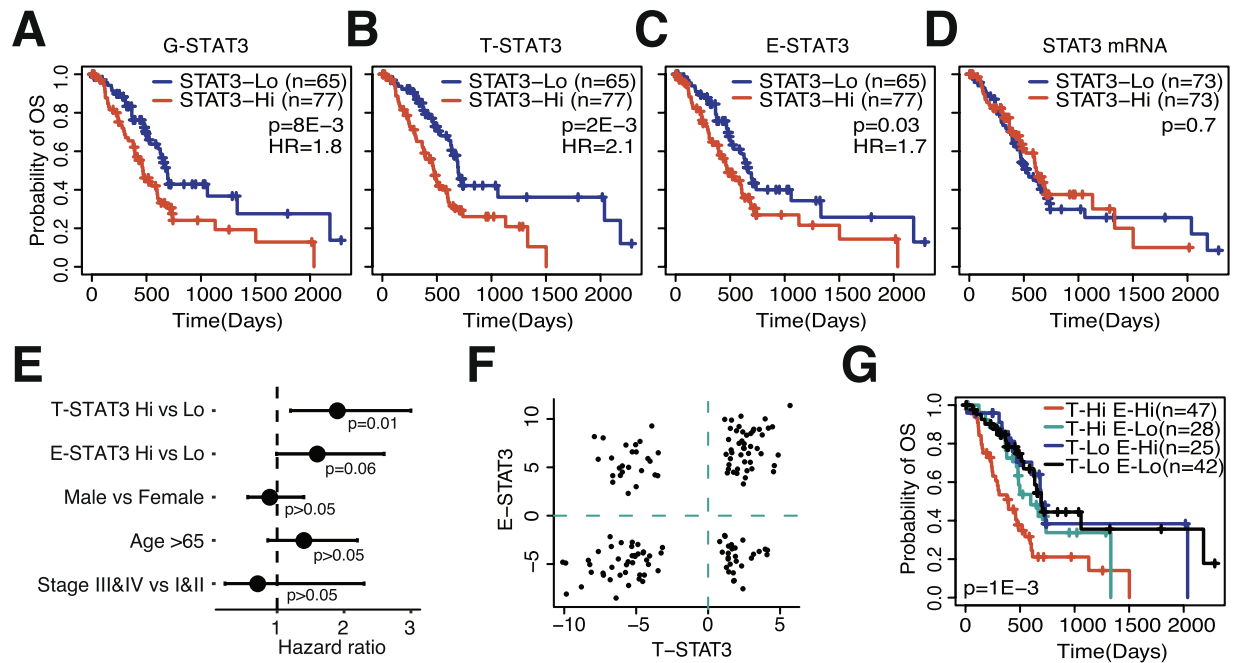 A
G-STAT3
STAT3–Lo (n=65)
STAT3–Hi (n=77)
p=8E−3
HR=1.8
Probability of OS
1.0
0.8
0.6
0.4
0.2
0.0
0 500 1000 1500 2000
Time(Days)
B
T-STAT3
STAT3–Lo (n=65)
STAT3–Hi (n=77)
p=2E−3
HR=2.1
0 500 1000 1500 2000
Time(Days)
C
E-STAT3
STAT3–Lo (n=65)
STAT3–Hi (n=77)
p=0.03
HR=1.7
0 500 1000 1500 2000
Time(Days)
D
STAT3 mRNA
STAT3–Lo (n=73)
STAT3–Hi (n=73)
p=0.7
0 500 1000 1500 2000
Time(Days)
E
T-STAT3 Hi vs Lo
p=0.01
E-STAT3 Hi vs Lo
p=0.06
Male vs Female
p>0.05
Age >65
p>0.05
Stage III&IV vs I&II
p>0.05
1 2 3
Hazard ratio
F
E−STAT3
10
5
0
−5
−10 −5 0 5
T−STAT3
G
T-Hi E-Hi(n=47)
T-Hi E-Lo(n=28)
T-Lo E-Hi(n=25)
T-Lo E-Lo(n=42)
Probability of OS
1.0
0.8
0.6
0.4
0.2
0.0
p=1E−3
0 500 1000 1500 2000
Time(Days)